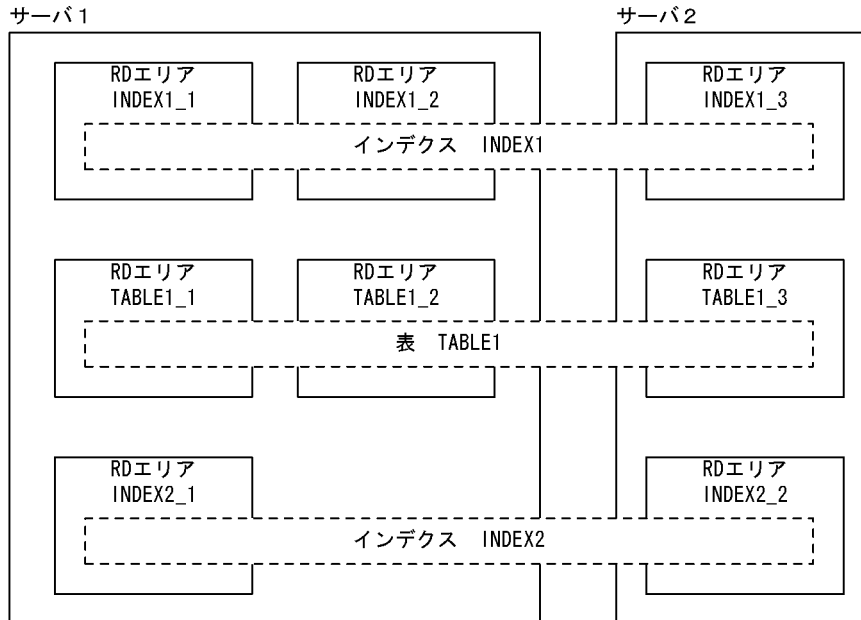 サーバ1 サーバ2
RDエリア RDエリア RDエリア
INDEX1_1 INDEX1_2 INDEX1_3
インデクス INDEX1
RDエリア RDエリア RDエリア
TABLE1_1 TABLE1_2 TABLE1_3
表 TABLE1
RDエリア RDエリア
INDEX2_1 INDEX2_2
インデクス INDEX2